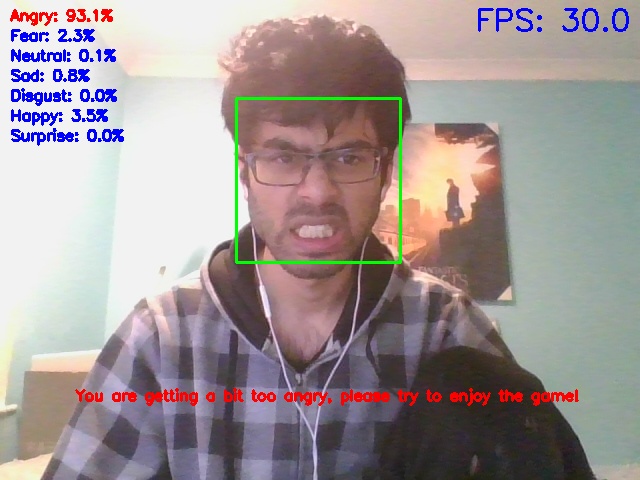 Angry: 93.1%
FPS: 30.0
Fear: 2.3%
Neutral: 0.1%
Sad: 0.8%
Disgust: 0.0%
Happy: 3.5%
Surprise: 0.0%
You are getting a bit too angry, please try to enjoy the game!